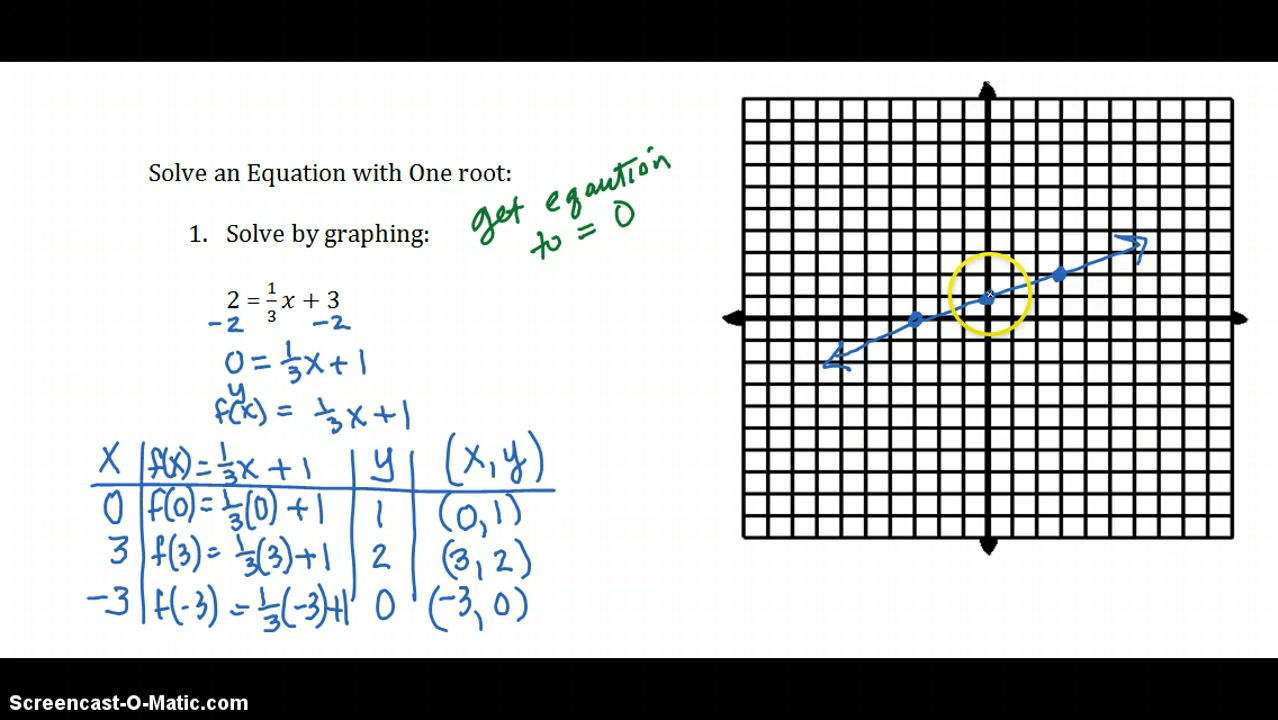 Solve an Equation with One root:
get eqaution
to = 0
1. Solve by graphing:
2 = 1/3 x + 3
-2 -2
0 = 1/3 x + 1
y
f(x) = 1/3 x + 1
x | f(x) = 1/3 x + 1 | y | (x, y)
0 | f(0) = 1/3 (0) + 1 | 1 | (0, 1)
3 | f(3) = 1/3 (3) + 1 | 2 | (3, 2)
-3 | f(-3) = 1/3 (-3) + 1 | 0 | (-3, 0)
Screencast-O-Matic.com